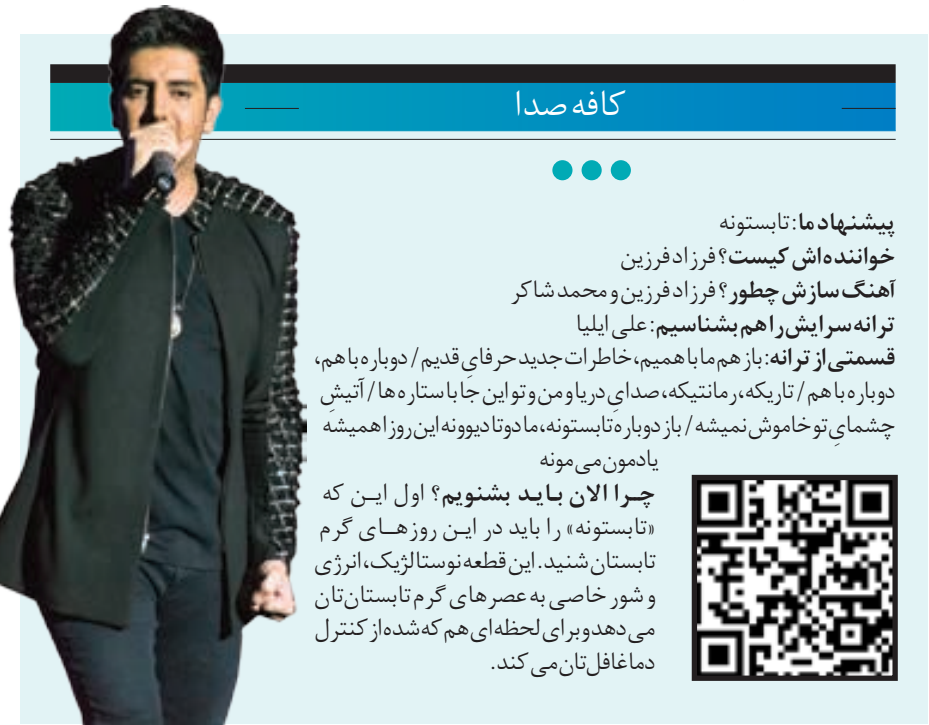 کافه صدا
پیشنهاد ما: تابستونه
خواننده‌اش کیست؟ فرزاد فرزین
آهنگ‌سازش چطور؟ فرزاد فرزین و محمد شاکر
ترانه‌سرایش را هم بشناسیم: علی ایلیا
قسمتی از ترانه: باز هم ما با همیم، خاطرات جدید حرفایِ قدیم / دوباره باهم،
دوباره باهم / تاریکه، رمانتیکه، صدایِ دریا و من و تو این جا با ستاره‌ها / آتیشِ
چشمایِ تو خاموش نمیشه / باز دوباره تابستونه، ما دو تا دیوونه این روزا همیشه
یادمون می‌مونه
چرا الان باید بشنویم؟ اول این که
«تابستونه» را باید در این روزهای گرم
تابستان شنید. این قطعه نوستالژیک، انرژی
و شور خاصی به عصرهای گرم تابستان‌تان
می‌دهد و برای لحظه‌ای هم که شده از کنترل
دما غافل‌تان می‌کند.